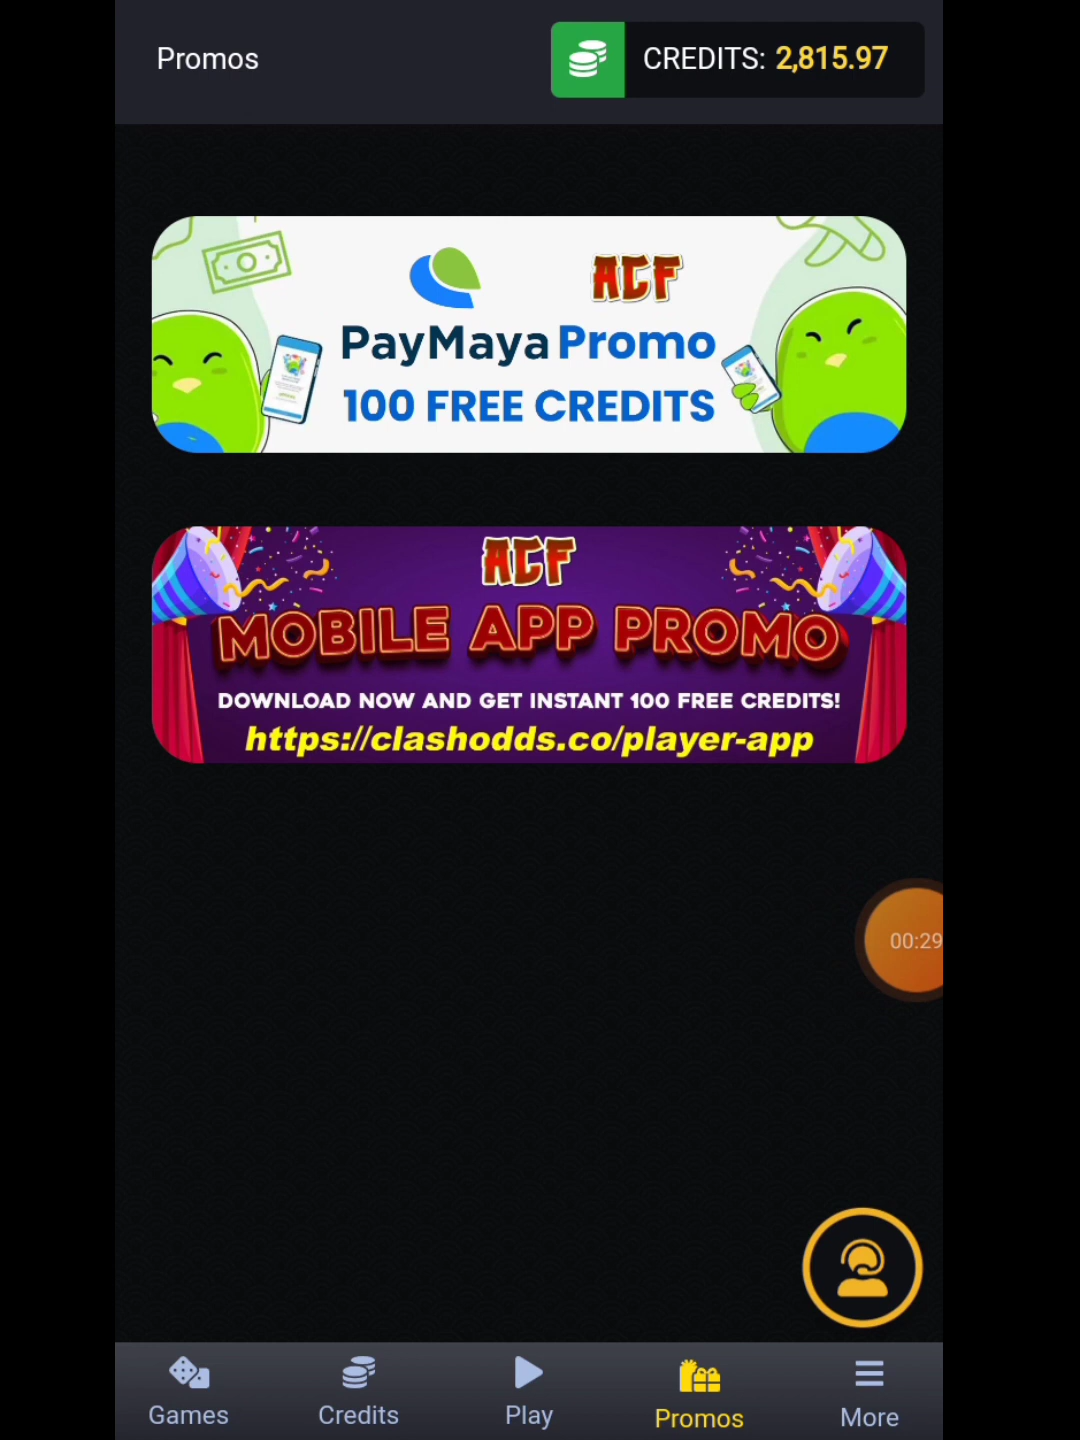 Promos
CREDITS: 2,815.97
ACF
PayMaya Promo
100 FREE CREDITS
ACF
MOBILE APP PROMO
DOWNLOAD NOW AND GET INSTANT 100 FREE CREDITS!
https://clashodds.co/player-app
00:29
Games
Credits
Play
Promos
More